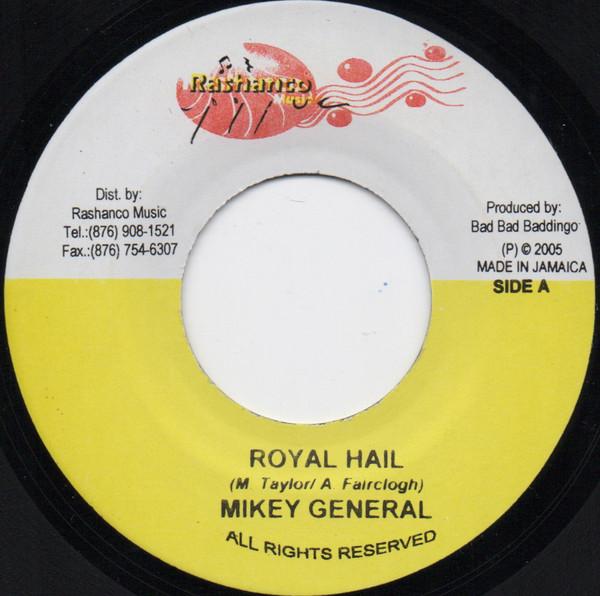 Rashanco
Music
Dist. by:
Rashanco Music
Tel.:(876) 908-1521
Fax.:(876) 754-6307
Produced by:
Bad Bad Baddingo
(P) © 2005
MADE IN JAMAICA
SIDE A
ROYAL HAIL
(M. Taylor/ A. Fairclogh)
MIKEY GENERAL
ALL RIGHTS RESERVED